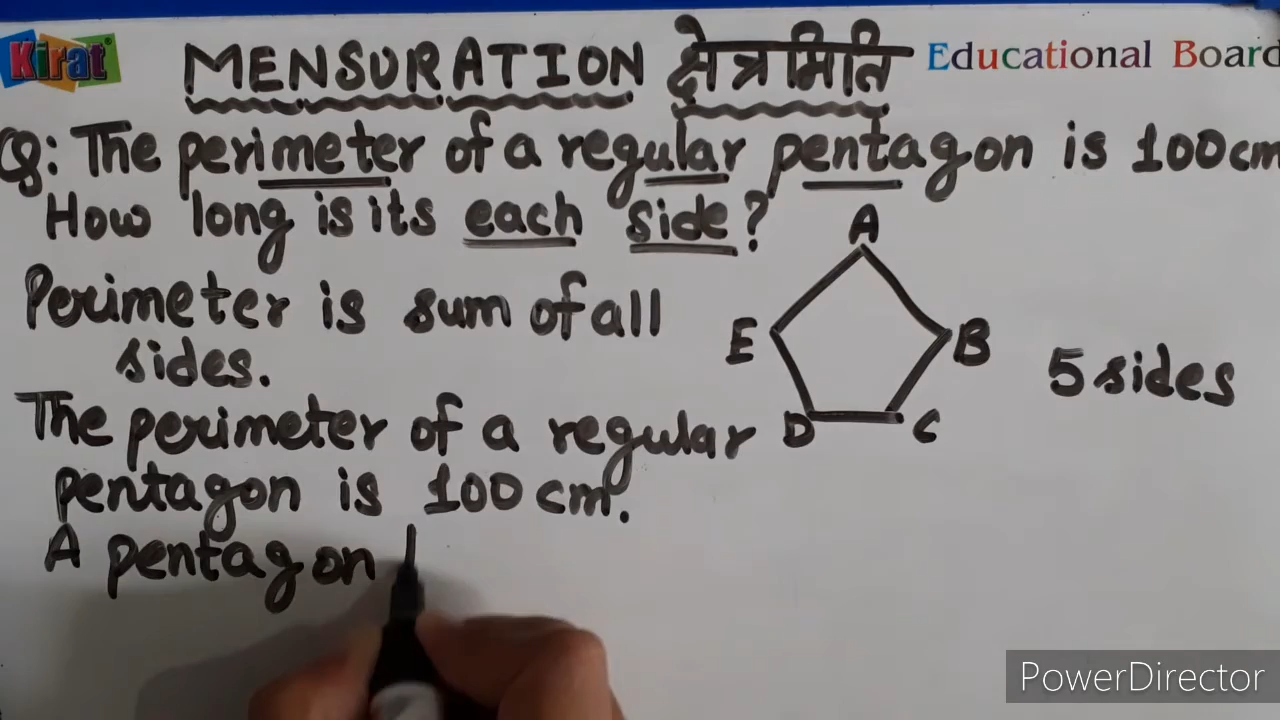 Kirat
MENSURATION क्षेत्रमिति
Educational Board
Q: The perimeter of a regular pentagon is 100cm
How long is its each side?
Perimeter is sum of all
sides.
A
E
B
D
C
5 sides
The perimeter of a regular
pentagon is 100 cm.
A pentagon
PowerDirector